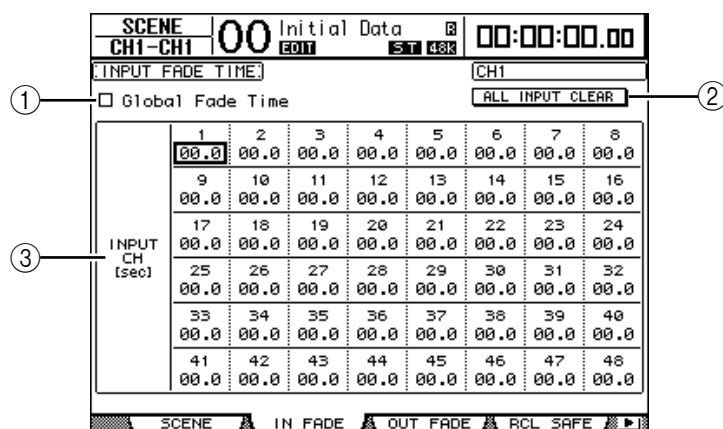 SCENE
CH1-CH1
00 Initial Data R
EDIT ST 48K
00:00:00.00
INPUT FADE TIME
CH1
① Global Fade Time
ALL INPUT CLEAR ②
1 2 3 4 5 6 7 8
00.0 00.0 00.0 00.0 00.0 00.0 00.0 00.0
9 10 11 12 13 14 15 16
00.0 00.0 00.0 00.0 00.0 00.0 00.0 00.0
17 18 19 20 21 22 23 24
00.0 00.0 00.0 00.0 00.0 00.0 00.0 00.0
③ INPUT
CH
[sec]
25 26 27 28 29 30 31 32
00.0 00.0 00.0 00.0 00.0 00.0 00.0 00.0
33 34 35 36 37 38 39 40
00.0 00.0 00.0 00.0 00.0 00.0 00.0 00.0
41 42 43 44 45 46 47 48
00.0 00.0 00.0 00.0 00.0 00.0 00.0 00.0
SCENE IN FADE OUT FADE RCL SAFE